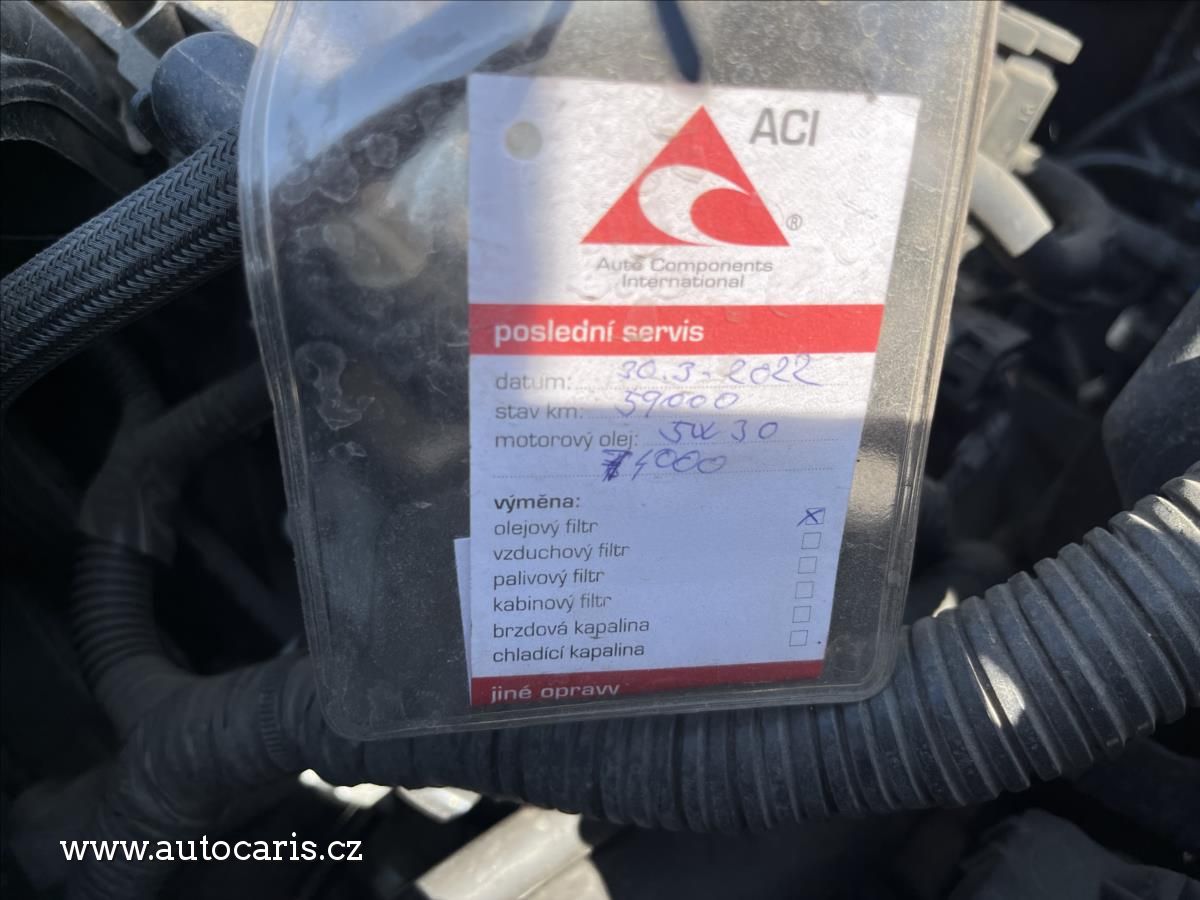 ACI
®
Auto Components
International
poslední servis
datum: 30.3.2022
stav km: 59000
motorový olej: 5W30
74000
výměna:
olejový filtr
vzduchový filtr
palivový filtr
kabinový filtr
brzdová kapalina
chladící kapalina
jiné opravy
www.autocaris.cz